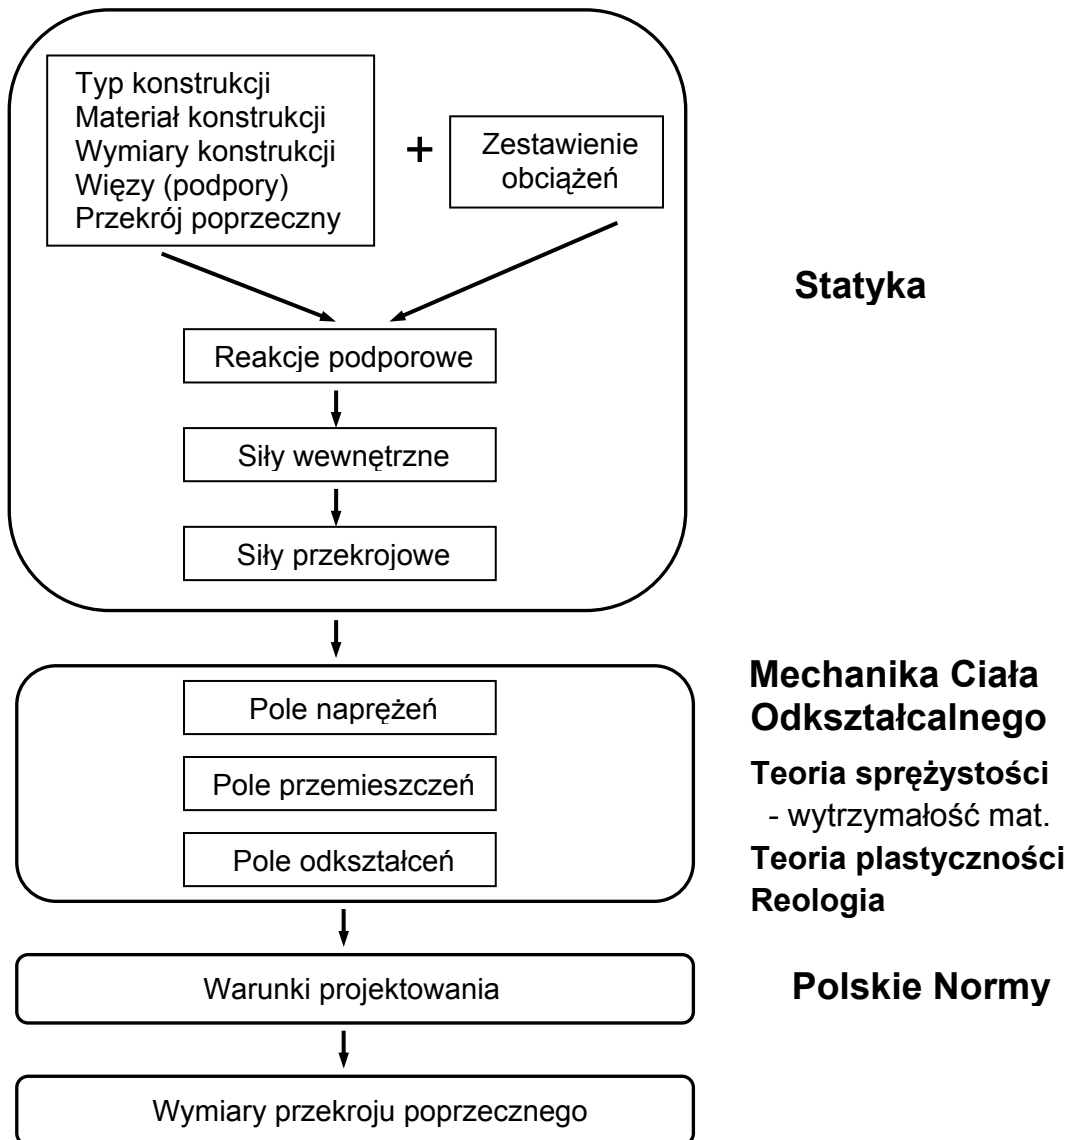 Typ konstrukcji
Materiał konstrukcji
Wymiary konstrukcji
Więzy (podpory)
Przekrój poprzeczny
+
Zestawienie
obciążeń
Statyka
Reakcje podporowe
Siły wewnętrzne
Siły przekrojowe
Pole naprężeń
Pole przemieszczeń
Pole odkształceń
Mechanika Ciała
Odkształcalnego
Teoria sprężystości
- wytrzymałość mat.
Teoria plastyczności
Reologia
Warunki projektowania
Polskie Normy
Wymiary przekroju poprzecznego